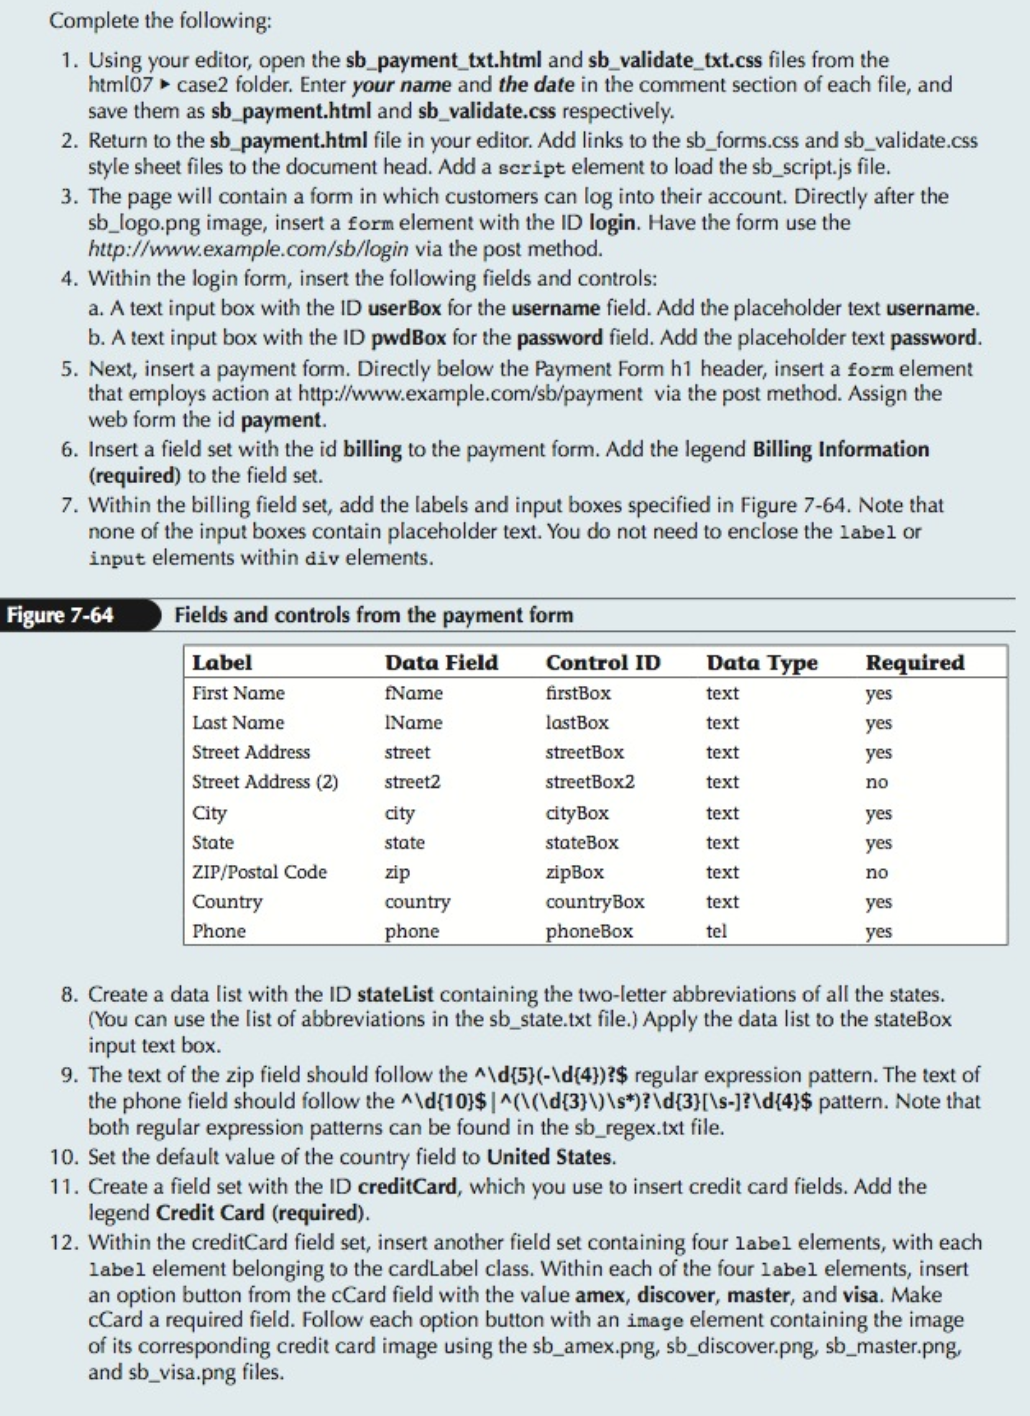 Complete the following:
1. Using your editor, open the sb_payment_txt.html and sb_validate_txt.css files from the
html07 ▶ case2 folder. Enter your name and the date in the comment section of each file, and
save them as sb_payment.html and sb_validate.css respectively.
2. Return to the sb_payment.html file in your editor. Add links to the sb_forms.css and sb_validate.css
style sheet files to the document head. Add a script element to load the sb_script.js file.
3. The page will contain a form in which customers can log into their account. Directly after the
sb_logo.png image, insert a form element with the ID login. Have the form use the
http://www.example.com/sb/login via the post method.
4. Within the login form, insert the following fields and controls:
a. A text input box with the ID userBox for the username field. Add the placeholder text username.
b. A text input box with the ID pwdBox for the password field. Add the placeholder text password.
5. Next, insert a payment form. Directly below the Payment Form h1 header, insert a form element
that employs action at http://www.example.com/sb/payment via the post method. Assign the
web form the id payment.
6. Insert a field set with the id billing to the payment form. Add the legend Billing Information
(required) to the field set.
7. Within the billing field set, add the labels and input boxes specified in Figure 7-64. Note that
none of the input boxes contain placeholder text. You do not need to enclose the label or
input elements within div elements.
Figure 7-64 Fields and controls from the payment form
Label Data Field Control ID Data Type Required
First Name fName firstBox text yes
Last Name lName lastBox text yes
Street Address street streetBox text yes
Street Address (2) street2 streetBox2 text no
City city cityBox text yes
State state stateBox text yes
ZIP/Postal Code zip zipBox text no
Country country countryBox text yes
Phone phone phoneBox tel yes
8. Create a data list with the ID stateList containing the two-letter abbreviations of all the states.
(You can use the list of abbreviations in the sb_state.txt file.) Apply the data list to the stateBox
input text box.
9. The text of the zip field should follow the ^\d{5}(-\d{4})?$ regular expression pattern. The text of
the phone field should follow the ^\d{10}$|^(\(\d{3}\)\s*)?\d{3}[\s-]?\d{4}$ pattern. Note that
both regular expression patterns can be found in the sb_regex.txt file.
10. Set the default value of the country field to United States.
11. Create a field set with the ID creditCard, which you use to insert credit card fields. Add the
legend Credit Card (required).
12. Within the creditCard field set, insert another field set containing four label elements, with each
label element belonging to the cardLabel class. Within each of the four label elements, insert
an option button from the cCard field with the value amex, discover, master, and visa. Make
cCard a required field. Follow each option button with an image element containing the image
of its corresponding credit card image using the sb_amex.png, sb_discover.png, sb_master.png,
and sb_visa.png files.